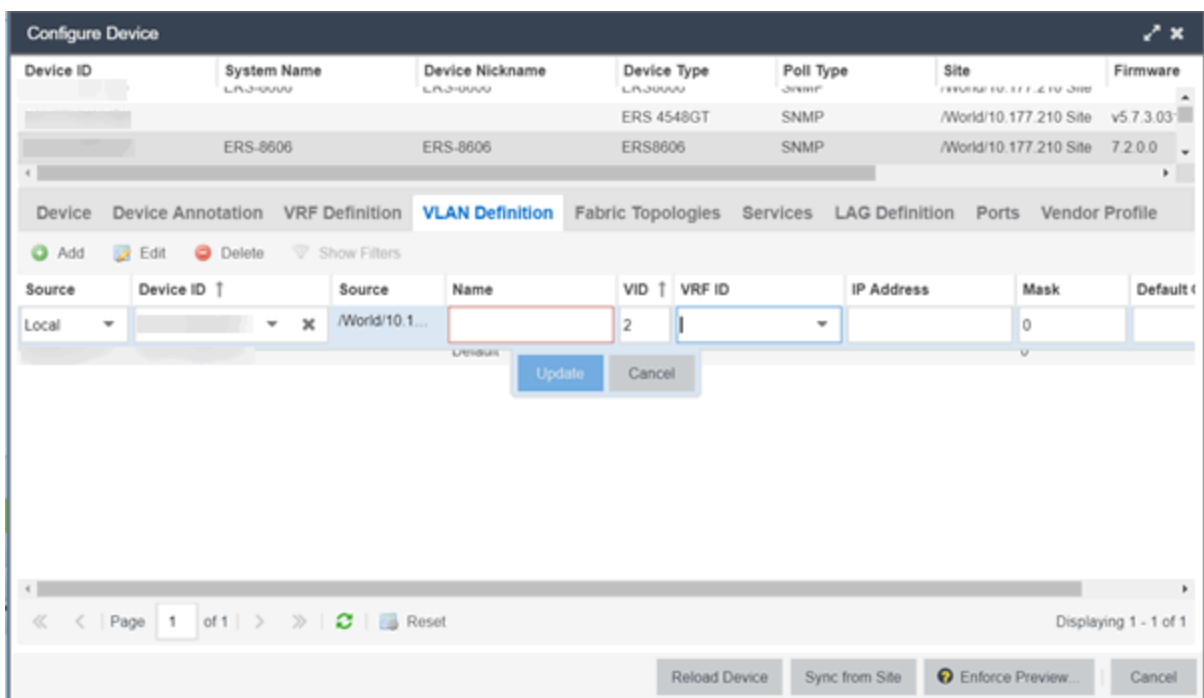 Configure Device
Device ID System Name Device Nickname Device Type Poll Type Site Firmware
ERS 4548GT SNMP /World/10.177.210 Site v5.7.3.03
ERS-8606 ERS-8606 ERS8606 SNMP /World/10.177.210 Site 7.2.0.0
Device Device Annotation VRF Definition VLAN Definition Fabric Topologies Services LAG Definition Ports Vendor Profile
Add Edit Delete Show Filters
Source Device ID ↑ Source Name VID ↑ VRF ID IP Address Mask Default
Local /World/10.1... 2 0
Default 0
Update Cancel
Page 1 of 1 Reset Displaying 1 - 1 of 1
Reload Device Sync from Site Enforce Preview... Cancel